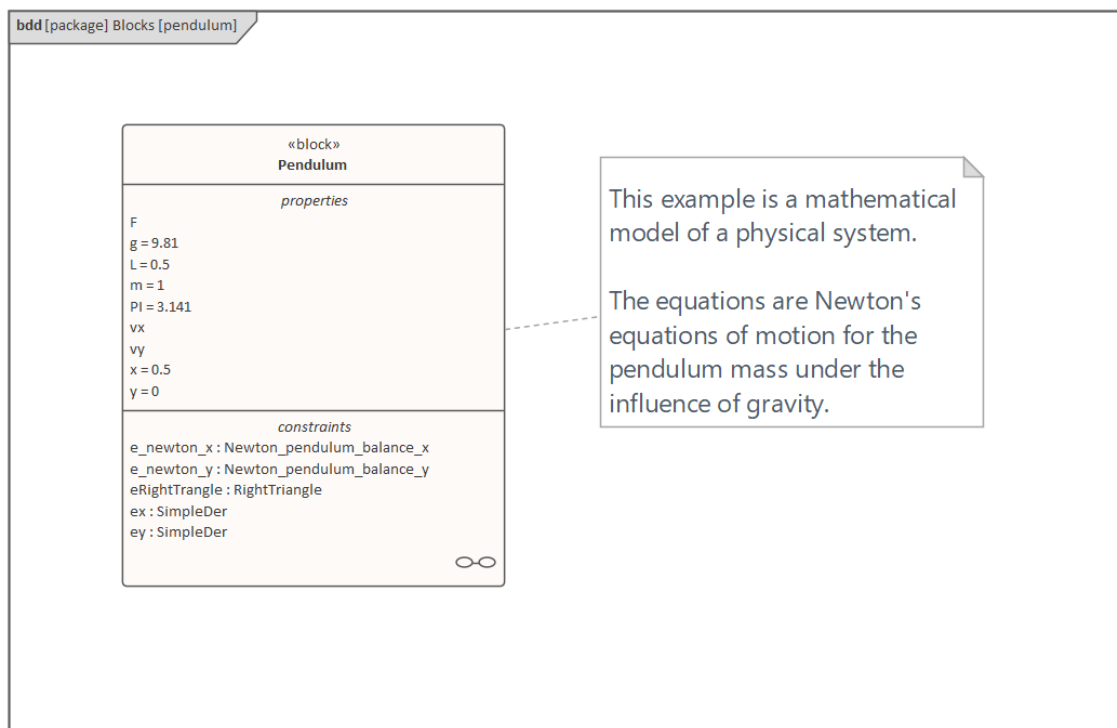 bdd [package] Blocks [pendulum]
«block»
Pendulum
properties
F
g = 9.81
L = 0.5
m = 1
PI = 3.141
vx
vy
x = 0.5
y = 0
constraints
e_newton_x : Newton_pendulum_balance_x
e_newton_y : Newton_pendulum_balance_y
eRightTrangle : RightTriangle
ex : SimpleDer
ey : SimpleDer
This example is a mathematical
model of a physical system.
The equations are Newton's
equations of motion for the
pendulum mass under the
influence of gravity.